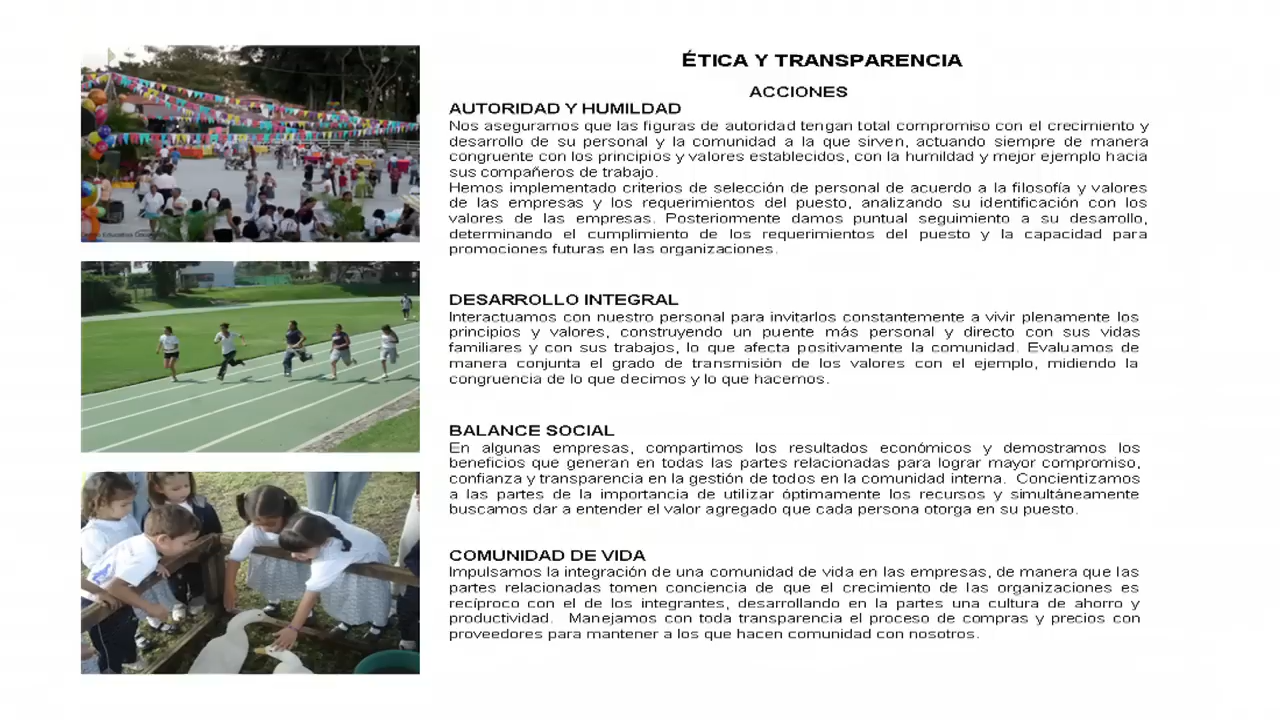 ÉTICA Y TRANSPARENCIA
ACCIONES
AUTORIDAD Y HUMILDAD
Nos aseguramos que las figuras de autoridad tengan total compromiso con el crecimiento y
desarrollo de su personal y la comunidad a la que sirven, actuando siempre de manera
congruente con los principios y valores establecidos, con la humildad y mejor ejemplo hacia
sus compañeros de trabajo.
Hemos implementado criterios de selección de personal de acuerdo a la filosofía y valores
de las empresas y los requerimientos del puesto, analizando su identificación con los
valores de las empresas. Posteriormente damos puntual seguimiento a su desarrollo,
determinando el cumplimiento de los requerimientos del puesto y la capacidad para
promociones futuras en las organizaciones.
DESARROLLO INTEGRAL
Interactuamos con nuestro personal para invitarlos constantemente a vivir plenamente los
principios y valores, construyendo un puente más personal y directo con sus vidas
familiares y con sus trabajos, lo que afecta positivamente la comunidad. Evaluamos de
manera conjunta el grado de transmisión de los valores con el ejemplo, midiendo la
congruencia de lo que decimos y lo que hacemos.
BALANCE SOCIAL
En algunas empresas, compartimos los resultados económicos y demostramos los
beneficios que generan en todas las partes relacionadas para lograr mayor compromiso,
confianza y transparencia en la gestión de todos en la comunidad interna. Concientizamos
a las partes de la importancia de utilizar óptimamente los recursos y simultáneamente
buscamos dar a entender el valor agregado que cada persona otorga en su puesto.
COMUNIDAD DE VIDA
Impulsamos la integración de una comunidad de vida en las empresas, de manera que las
partes relacionadas tomen conciencia de que el crecimiento de las organizaciones es
recíproco con el de los integrantes, desarrollando en la partes una cultura de ahorro y
productividad. Manejamos con toda transparencia el proceso de compras y precios con
proveedores para mantener a los que hacen comunidad con nosotros.